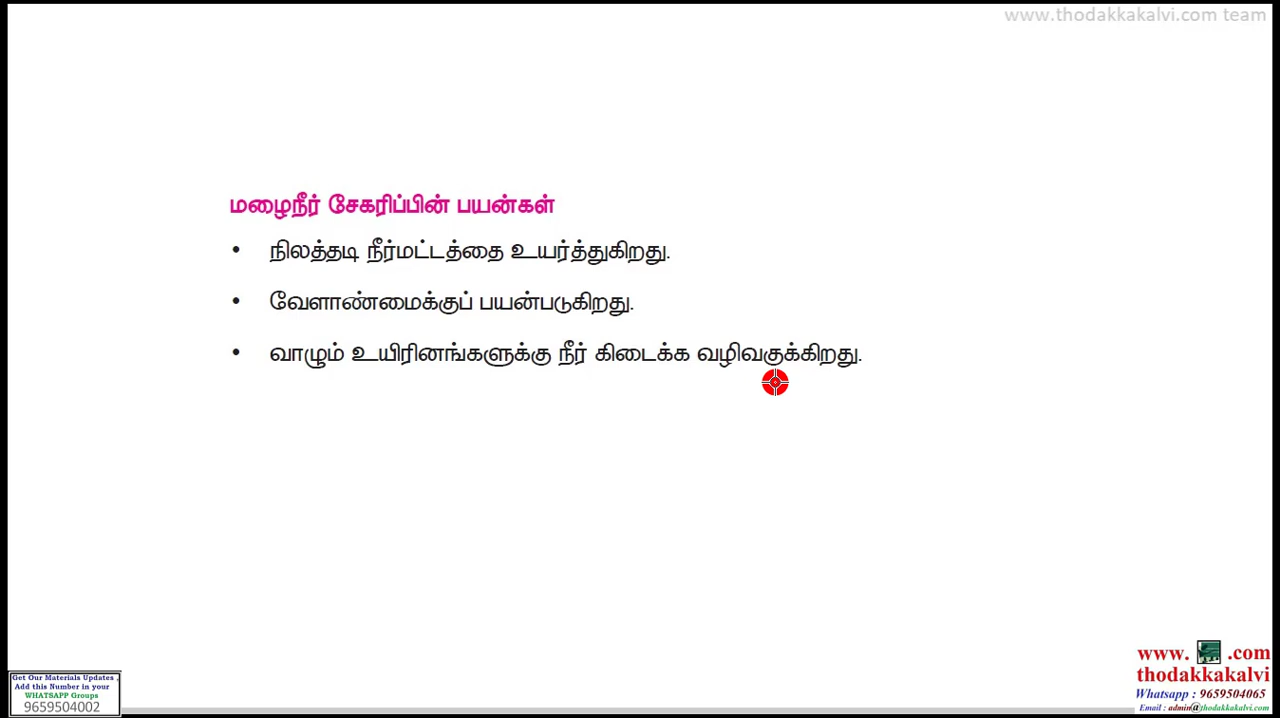 www.thodakkakalvi.com team
மழைநீர் சேகரிப்பின் பயன்கள்
• நிலத்தடி நீர்மட்டத்தை உயர்த்துகிறது.
• வேளாண்மைக்குப் பயன்படுகிறது.
• வாழும் உயிரினங்களுக்கு நீர் கிடைக்க வழிவகுக்கிறது.
Get Our Materials Updates ,
Add this Number in your
WHATSAPP Groups
9659504002
www. .com
thodakkakalvi
Whatsapp : 9659504065
Email : admin@thodakkakalvi.com